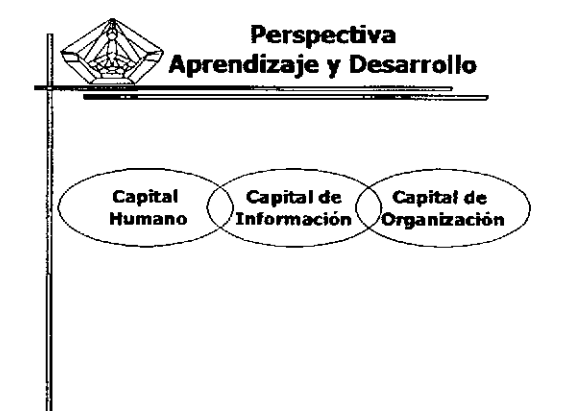 Perspectiva
Aprendizaje y Desarrollo
Capital
Humano
Capital de
Información
Capital de
Organización